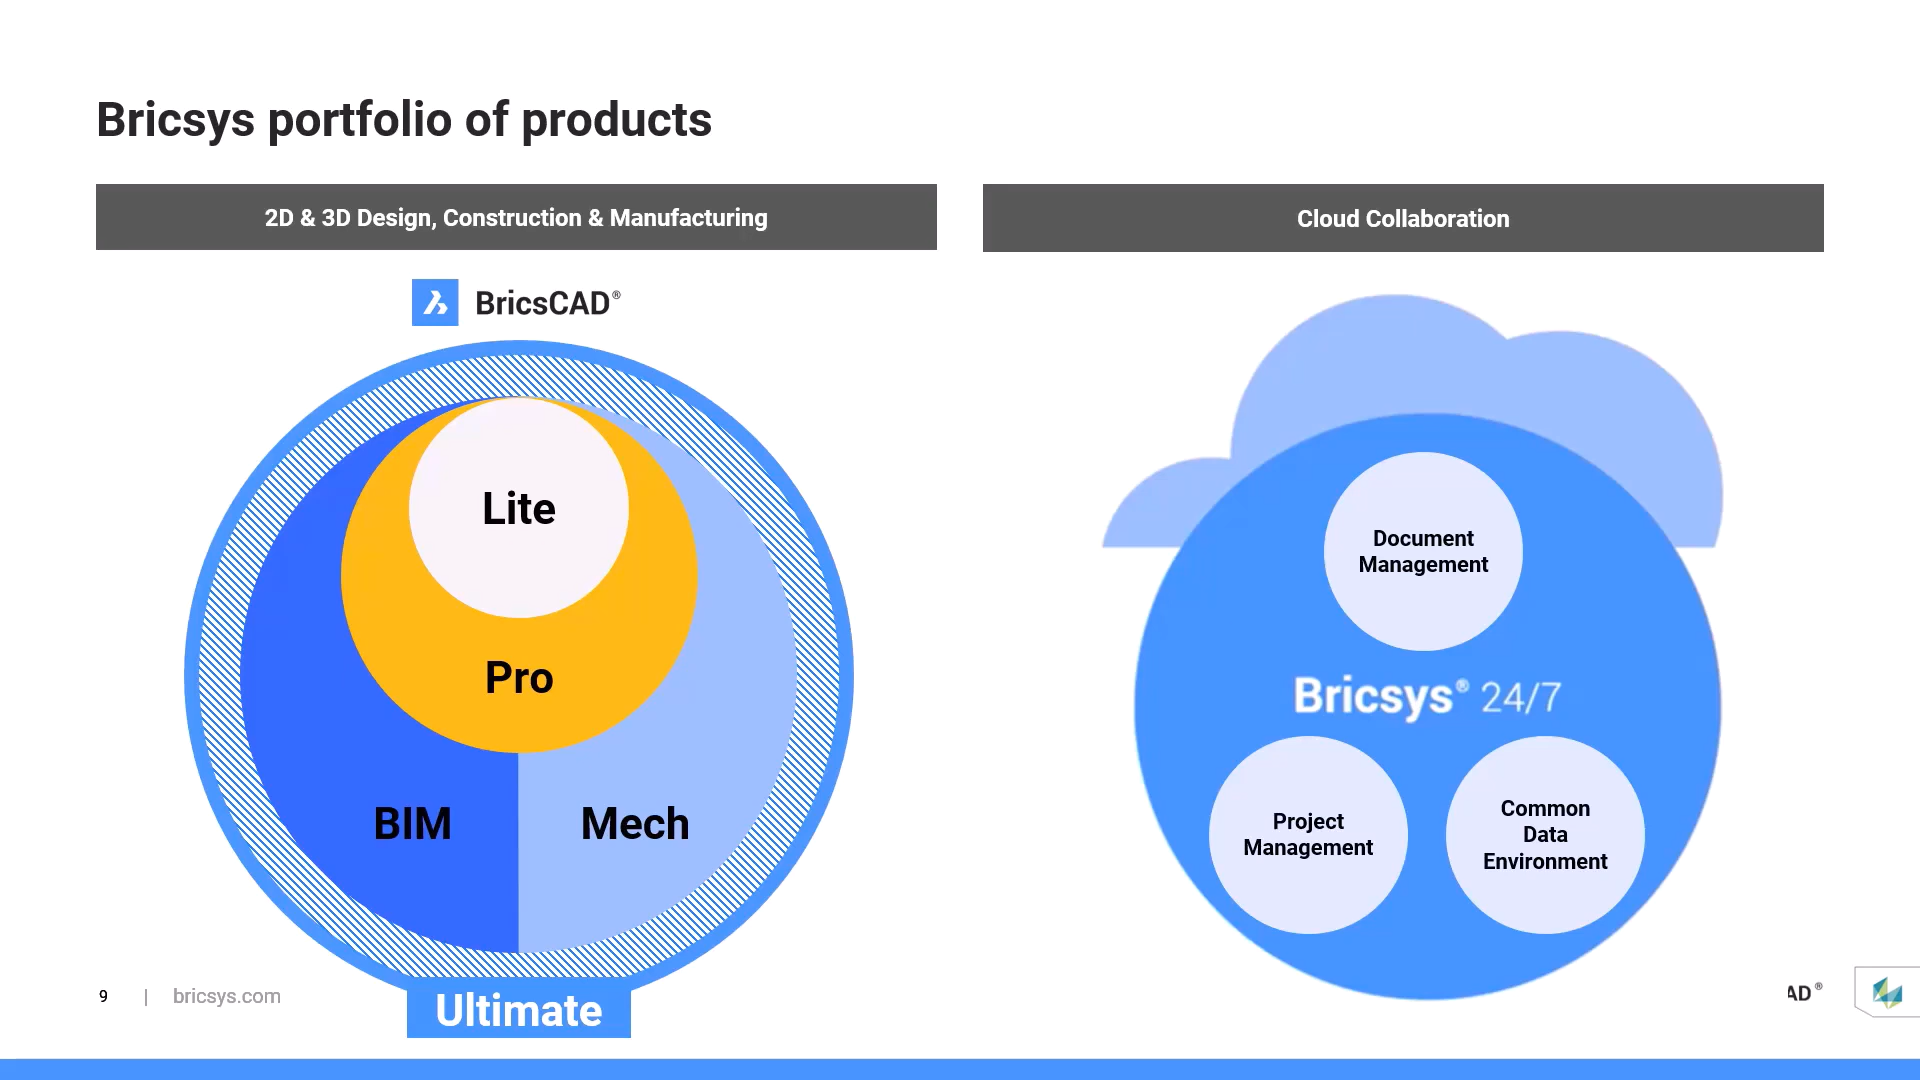 Bricsys portfolio of products
2D & 3D Design, Construction & Manufacturing
BricsCAD®
Lite
Pro
BIM
Mech
Ultimate
Cloud Collaboration
Document
Management
Bricsys® 24/7
Project
Management
Common
Data
Environment
9 | bricsys.com
AD®